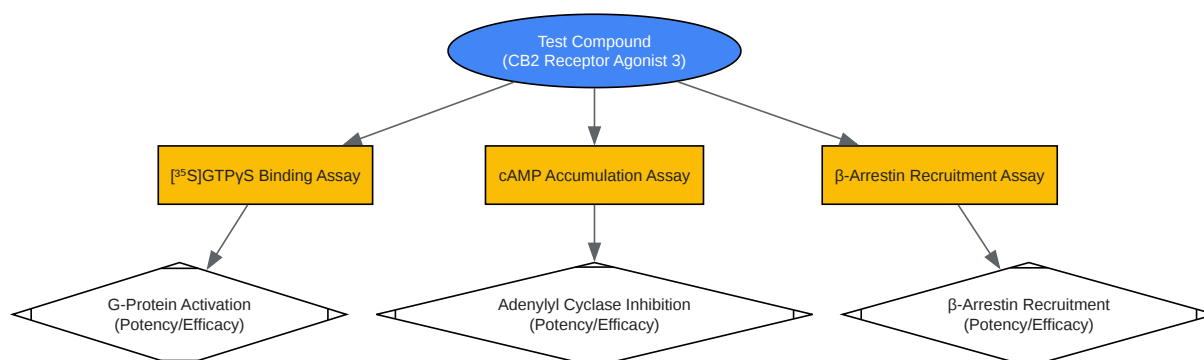 Test Compound
(CB2 Receptor Agonist 3)
[³⁵S]GTPγS Binding Assay
cAMP Accumulation Assay
β-Arrestin Recruitment Assay
G-Protein Activation
(Potency/Efficacy)
Adenylyl Cyclase Inhibition
(Potency/Efficacy)
β-Arrestin Recruitment
(Potency/Efficacy)